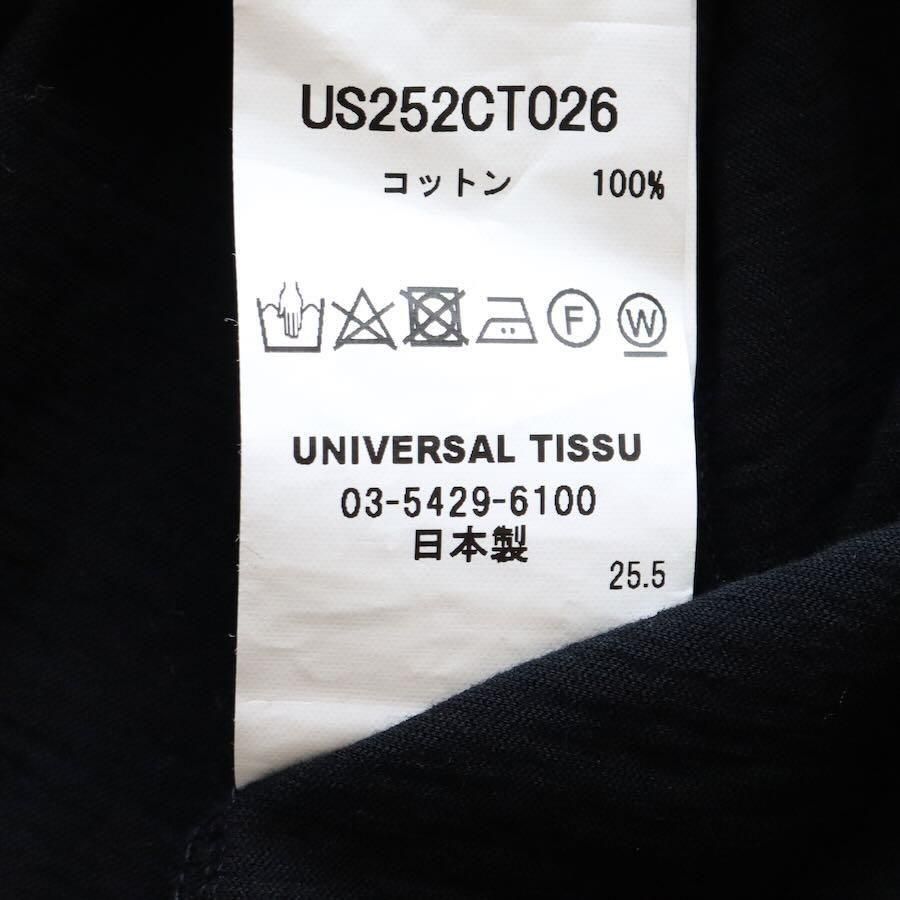 US252CT026
コットン 100%
F W
UNIVERSAL TISSU
03-5429-6100
日本製
25.5